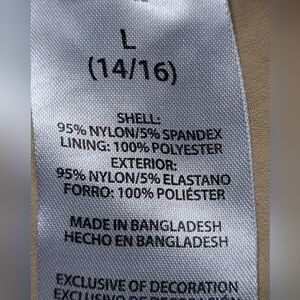 L
(14/16)
SHELL:
95% NYLON/5% SPANDEX
LINING: 100% POLYESTER
EXTERIOR:
95% NYLON/5% ELASTANO
FORRO: 100% POLIÉSTER
MADE IN BANGLADESH
HECHO EN BANGLADESH
EXCLUSIVE OF DECORATION